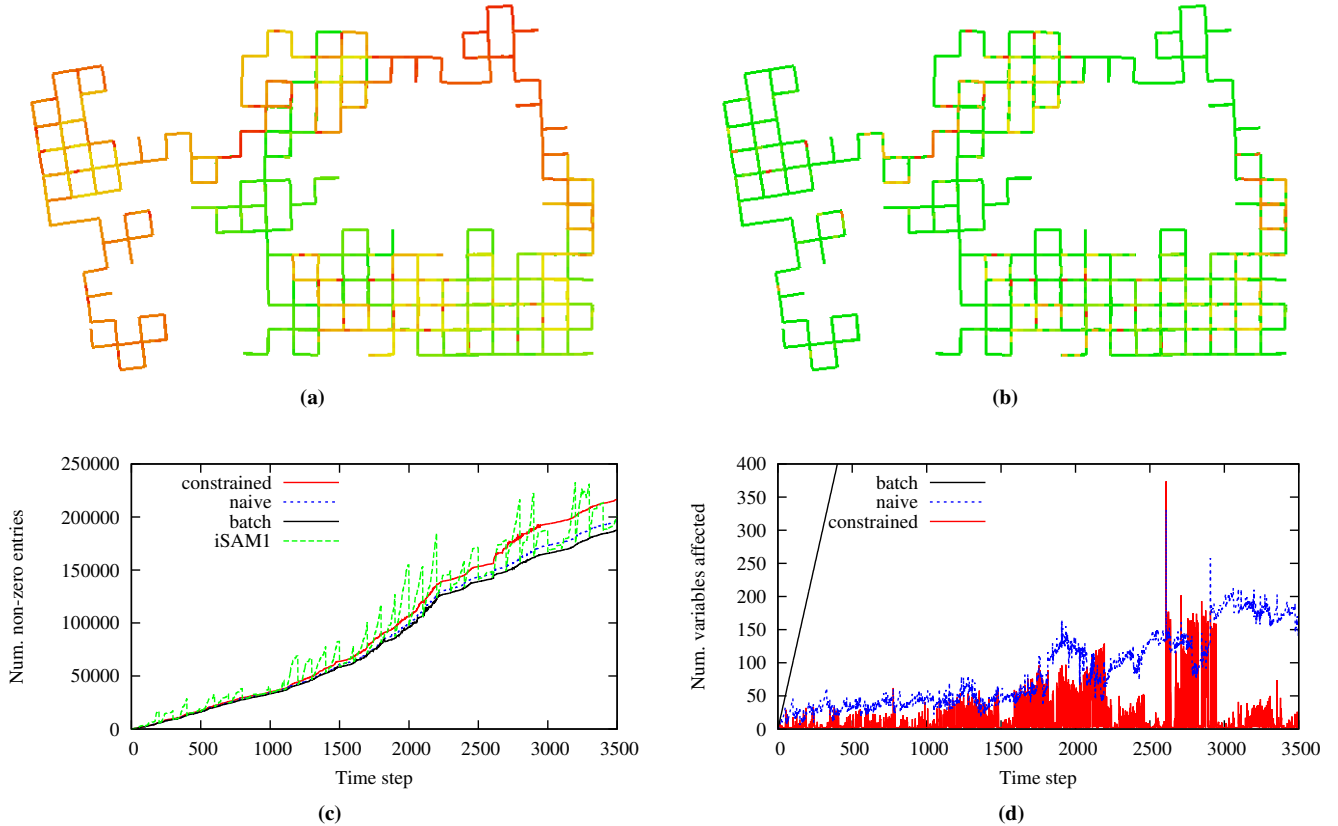 (a)
(b)
250000
200000
150000
100000
50000
0
0 500 1000 1500 2000 2500 3000 3500
Num. non-zero entries
Time step
constrained
naive
batch
iSAM1
(c)
400
350
300
250
200
150
100
50
0
0 500 1000 1500 2000 2500 3000 3500
Num. variables affected
Time step
batch
naive
constrained
(d)